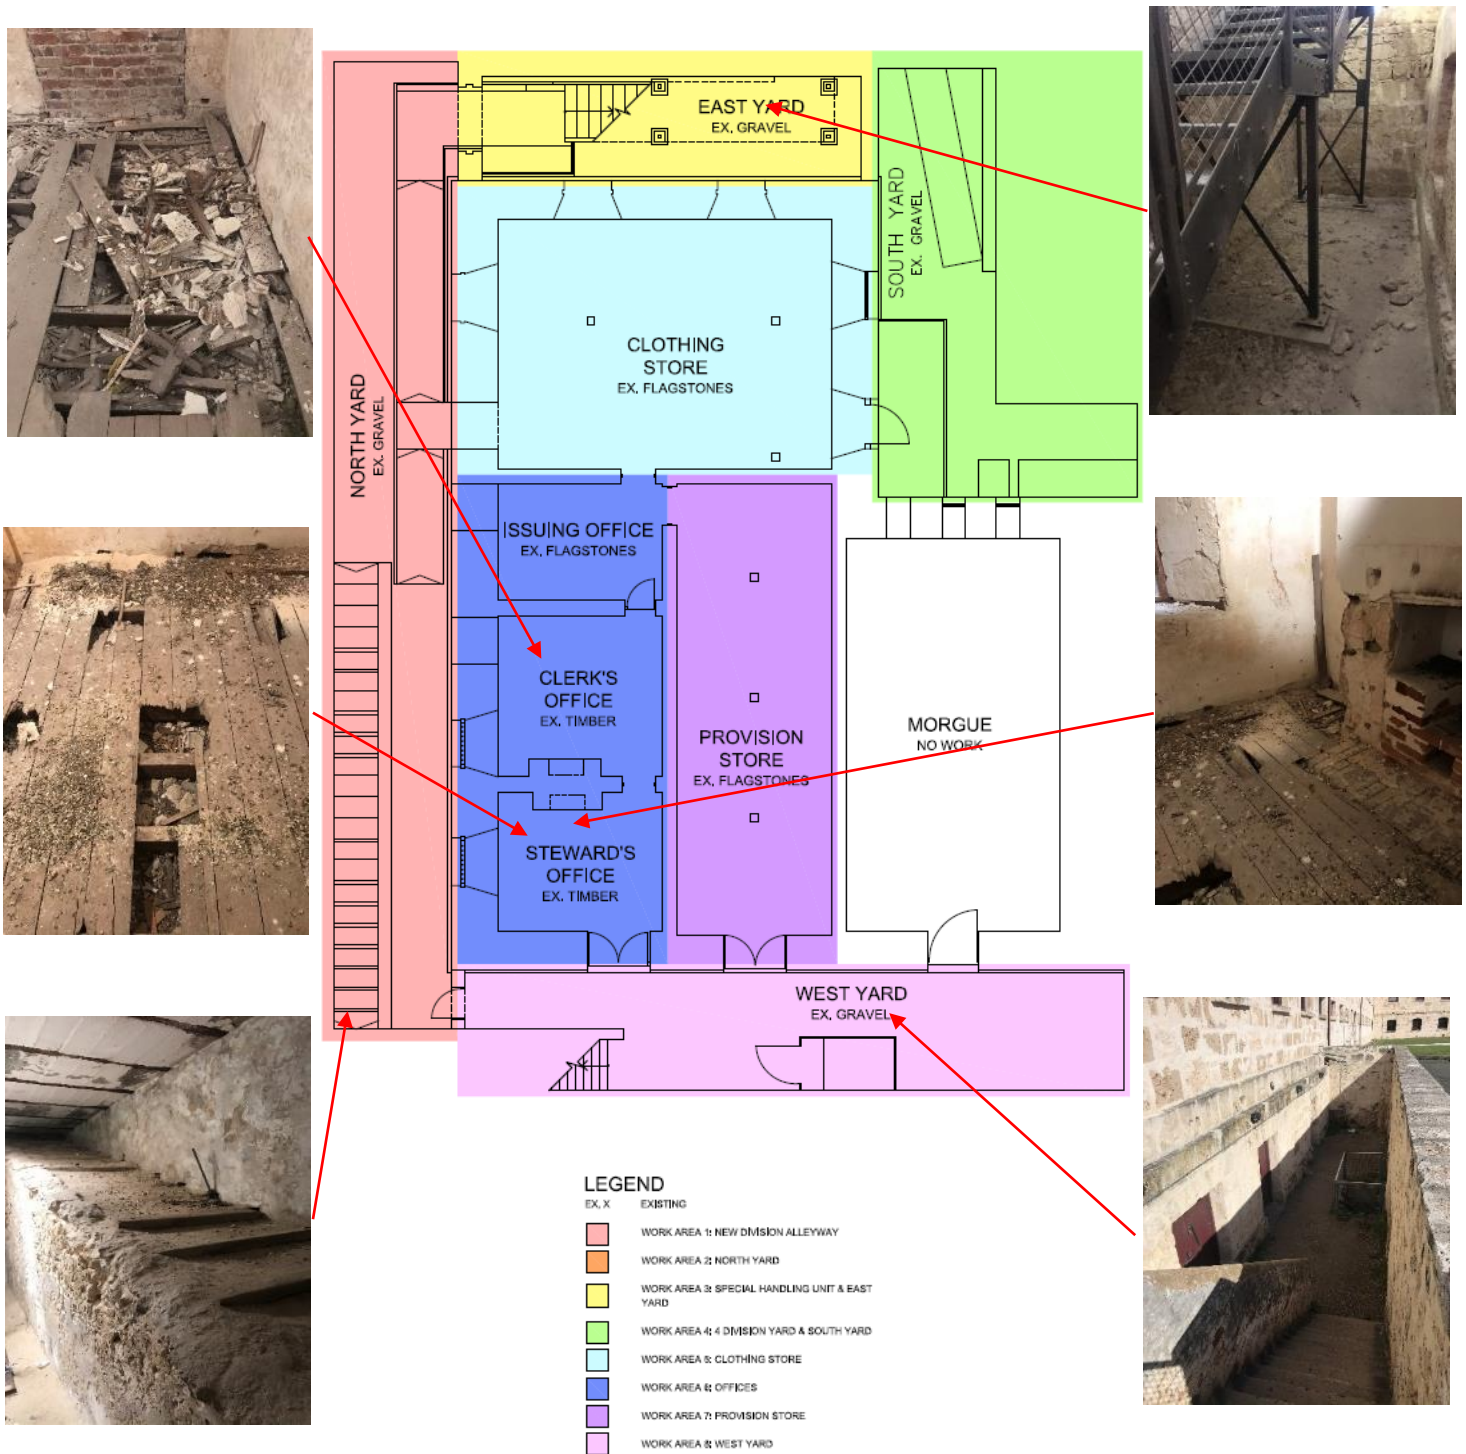 EAST YARD
EX. GRAVEL
SOUTH YARD
EX. GRAVEL
CLOTHING
STORE
EX. FLAGSTONES
NORTH YARD
EX. GRAVEL
ISSUING OFFICE
EX. FLAGSTONES
CLERK'S
OFFICE
EX. TIMBER
PROVISION
STORE
EX. FLAGSTONES
MORGUE
NO WORK
STEWARD'S
OFFICE
EX. TIMBER
WEST YARD
EX. GRAVEL
LEGEND
EX. X EXISTING
WORK AREA 1: NEW DIVISION ALLEYWAY
WORK AREA 2: NORTH YARD
WORK AREA 3: SPECIAL HANDLING UNIT & EAST
YARD
WORK AREA 4: 4 DIVISION YARD & SOUTH YARD
WORK AREA 5: CLOTHING STORE
WORK AREA 6: OFFICES
WORK AREA 7: PROVISION STORE
WORK AREA 8: WEST YARD